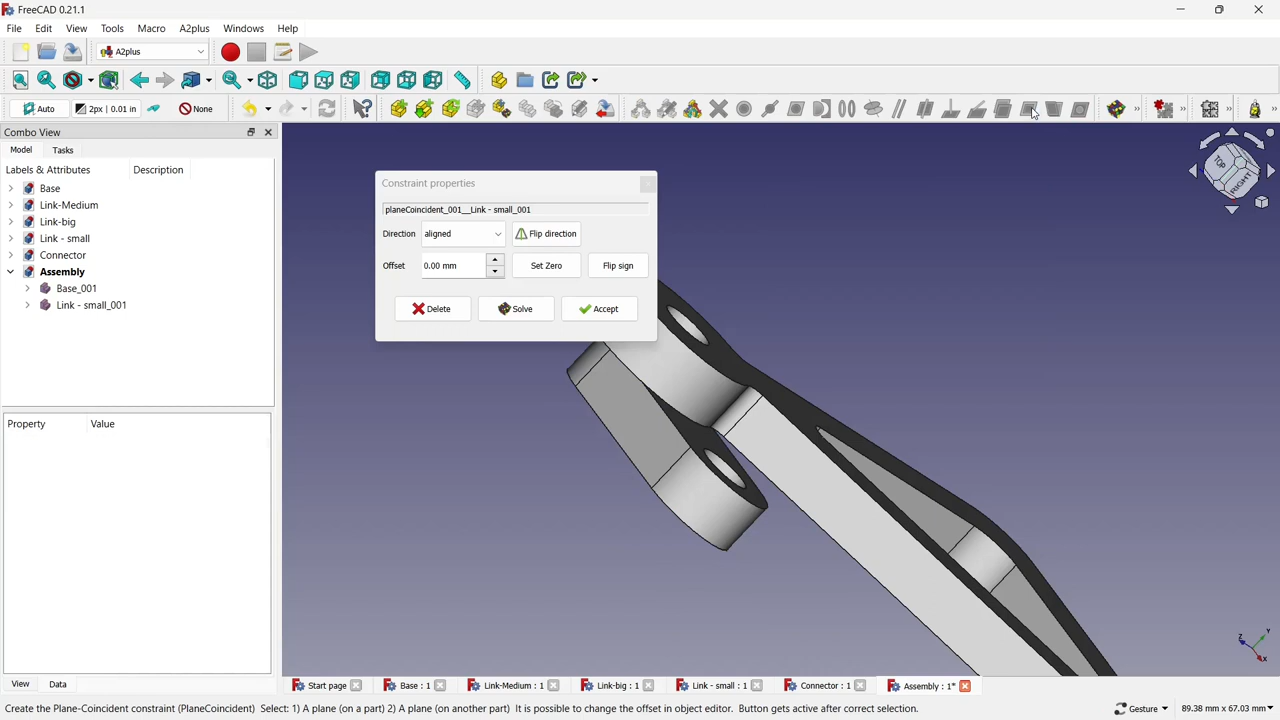 FreeCAD 0.21.1
File Edit View Tools Macro A2plus Windows Help
A2plus
Auto 2px | 0.01 in None
Combo View
Model Tasks
Labels & Attributes Description
Base
Link-Medium
Link-big
Link - small
Connector
Assembly
Base_001
Link - small_001
Property Value
Constraint properties
planeCoincident_001__Link - small_001
Direction aligned Flip direction
Offset 0.00 mm Set Zero Flip sign
Delete Solve Accept
TOP
RIGHT
Z Y X
View Data
Start page Base : 1 Link-Medium : 1 Link-big : 1 Link - small : 1 Connector : 1 Assembly : 1*
Create the Plane-Coincident constraint (PlaneCoincident) Select: 1) A plane (on a part) 2) A plane (on another part) It is possible to change the offset in object editor. Button gets active after correct selection. Gesture 89.38 mm x 67.03 mm